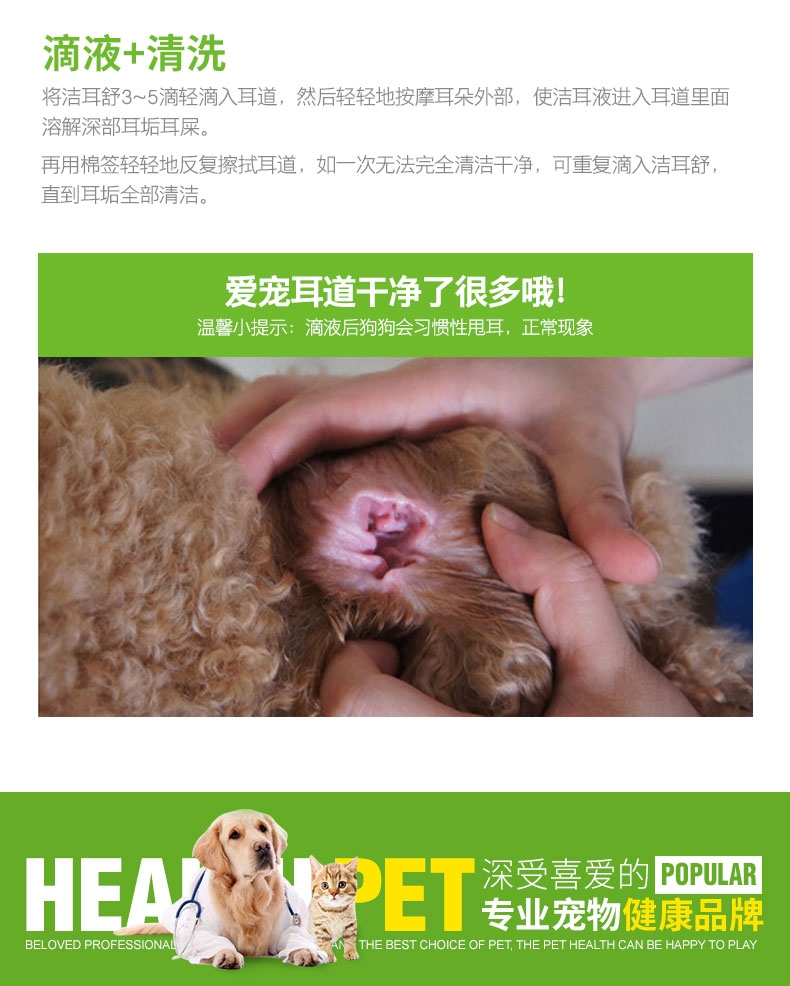 滴液+清洗
将洁耳舒3~5滴轻滴入耳道，然后轻轻地按摩耳朵外部，使洁耳液进入耳道里面
溶解深部耳垢耳屎。
再用棉签轻轻地反复擦拭耳道，如一次无法完全清洁干净，可重复滴入洁耳舒，
直到耳垢全部清洁。
爱宠耳道干净了很多哦!
温馨小提示：滴液后狗狗会习惯性甩耳，正常现象
PET
深受喜爱的 POPULAR
专业宠物健康品牌
BELOVED PROFESSIONAL THE BEST CHOICE OF PET, THE PET HEALTH CAN BE HAPPY TO PLAY